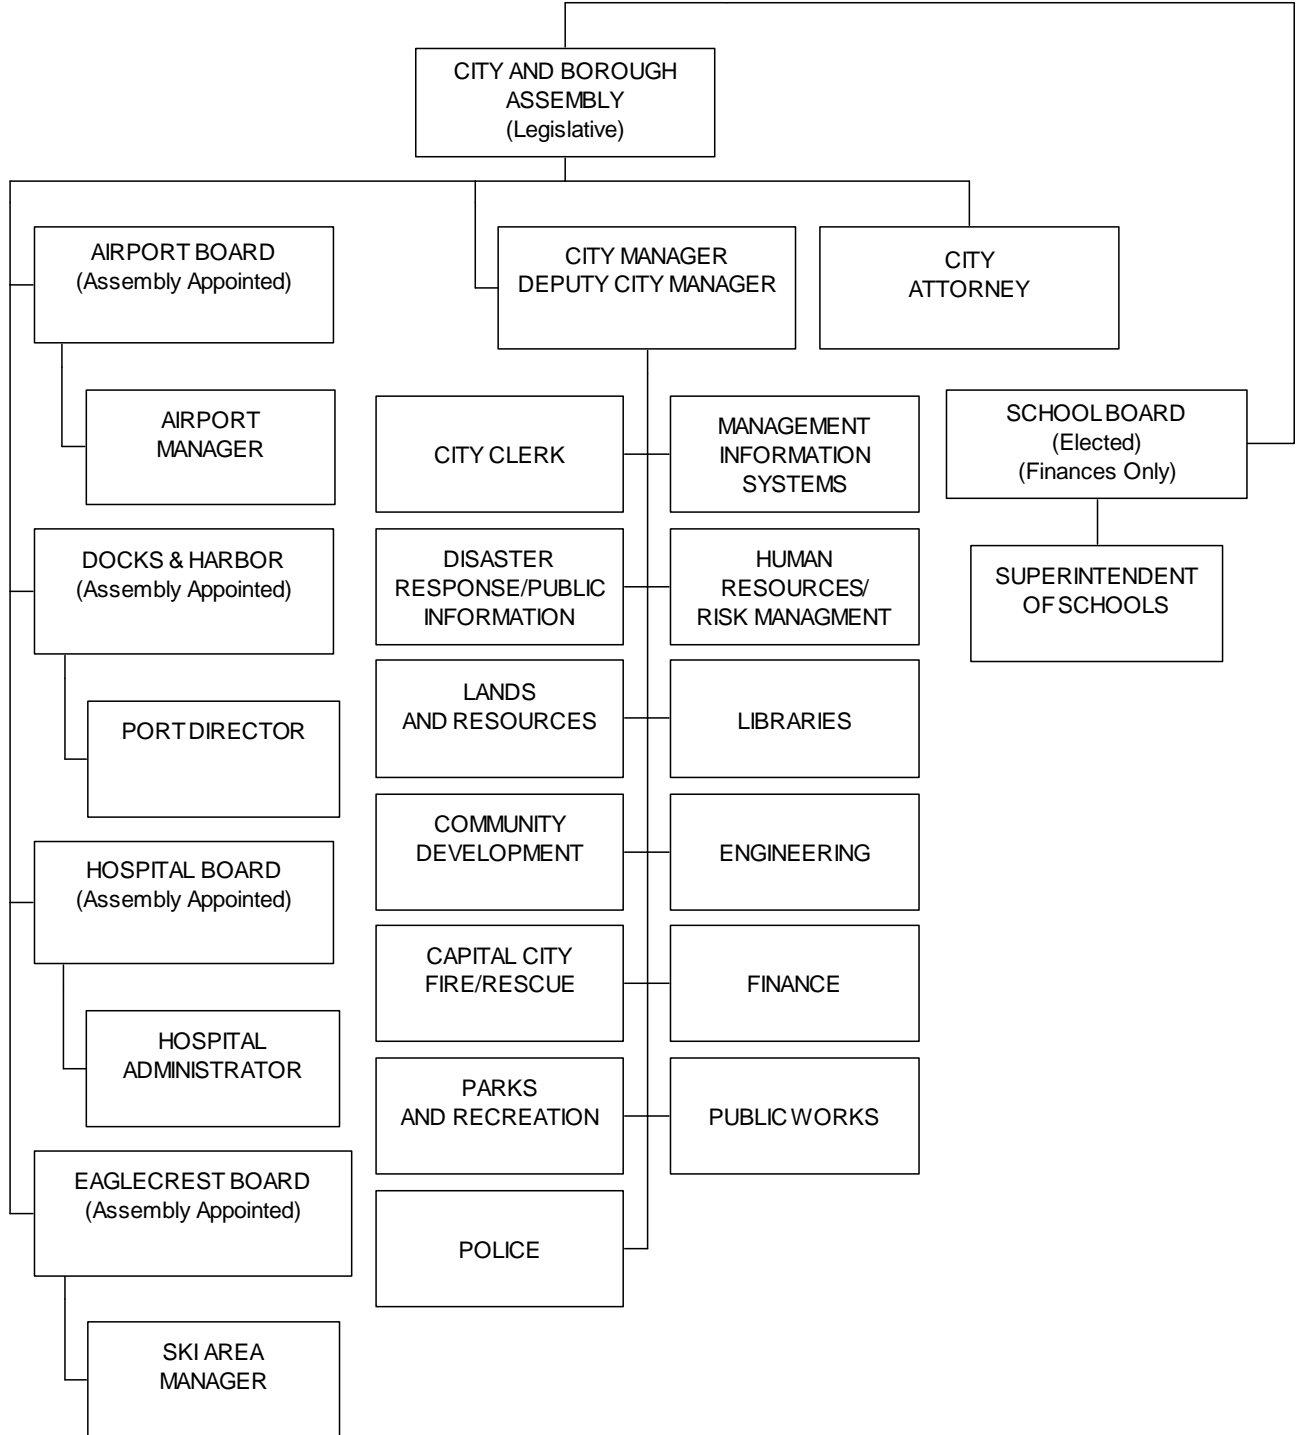 CITY AND BOROUGH
ASSEMBLY
(Legislative)
AIRPORT BOARD
(Assembly Appointed)
CITY MANAGER
DEPUTY CITY MANAGER
CITY
ATTORNEY
AIRPORT
MANAGER
CITY CLERK
MANAGEMENT
INFORMATION
SYSTEMS
SCHOOL BOARD
(Elected)
(Finances Only)
DOCKS & HARBOR
(Assembly Appointed)
DISASTER
RESPONSE/PUBLIC
INFORMATION
HUMAN
RESOURCES/
RISK MANAGMENT
SUPERINTENDENT
OF SCHOOLS
PORT DIRECTOR
LANDS
AND RESOURCES
LIBRARIES
HOSPITAL BOARD
(Assembly Appointed)
COMMUNITY
DEVELOPMENT
ENGINEERING
CAPITAL CITY
FIRE/RESCUE
FINANCE
HOSPITAL
ADMINISTRATOR
PARKS
AND RECREATION
PUBLIC WORKS
EAGLECREST BOARD
(Assembly Appointed)
POLICE
SKI AREA
MANAGER